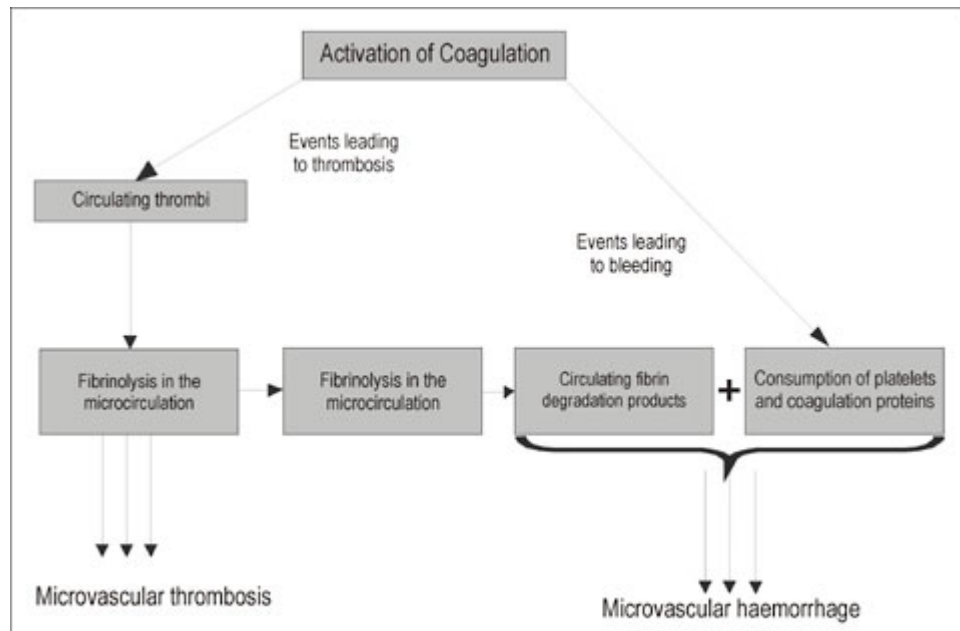 Activation of Coagulation
Events leading
to thrombosis
Circulating thrombi
Events leading
to bleeding
Fibrinolysis in the
microcirculation
Fibrinolysis in the
microcirculation
Circulating fibrin
degradation products
+
Consumption of platelets
and coagulation proteins
Microvascular thrombosis
Microvascular haemorrhage